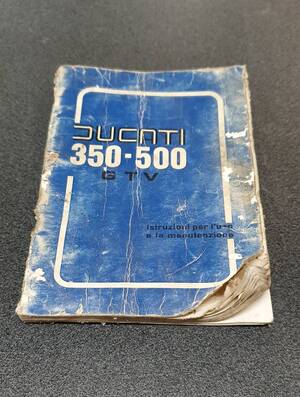 DUCATI
350-500
GTV
istruzioni per l'uso
e la manutenzione